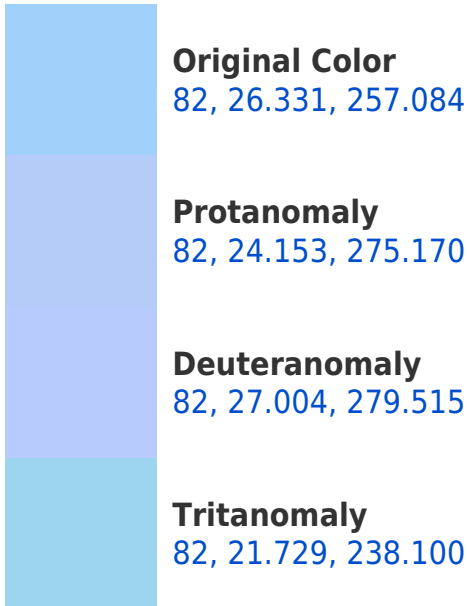 Original Color
82, 26.331, 257.084
Protanomaly
82, 24.153, 275.170
Deuteranomaly
82, 27.004, 279.515
Tritanomaly
82, 21.729, 238.100